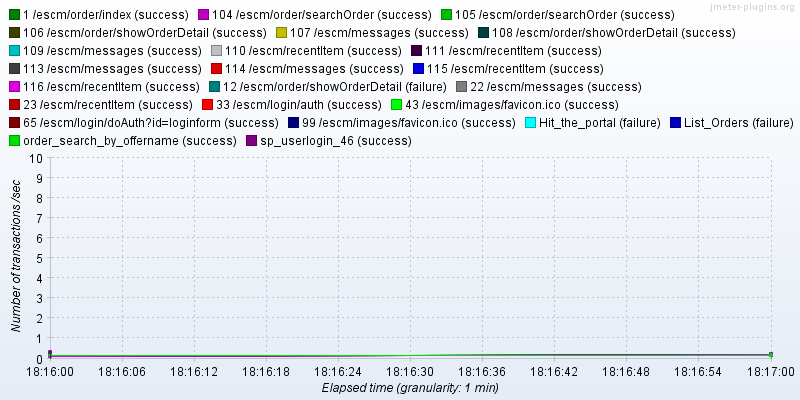 jmeter-plugins.org
1 /escm/order/index (success) 104 /escm/order/searchOrder (success) 105 /escm/order/searchOrder (success)
106 /escm/order/showOrderDetail (success) 107 /escm/messages (success) 108 /escm/order/showOrderDetail (success)
109 /escm/messages (success) 110 /escm/recentItem (success) 111 /escm/recentItem (success)
113 /escm/messages (success) 114 /escm/messages (success) 115 /escm/recentItem (success)
116 /escm/recentItem (success) 12 /escm/order/showOrderDetail (failure) 22 /escm/messages (success)
23 /escm/recentItem (success) 33 /escm/login/auth (success) 43 /escm/images/favicon.ico (success)
65 /escm/login/doAuth?id=loginform (success) 99 /escm/images/favicon.ico (success) Hit_the_portal (failure) List_Orders (failure)
order_search_by_offername (success) sp_userlogin_46 (success)
Number of transactions /sec
10
9
8
7
6
5
4
3
2
1
0
18:16:00 18:16:06 18:16:12 18:16:18 18:16:24 18:16:30 18:16:36 18:16:42 18:16:48 18:16:54 18:17:00
Elapsed time (granularity: 1 min)